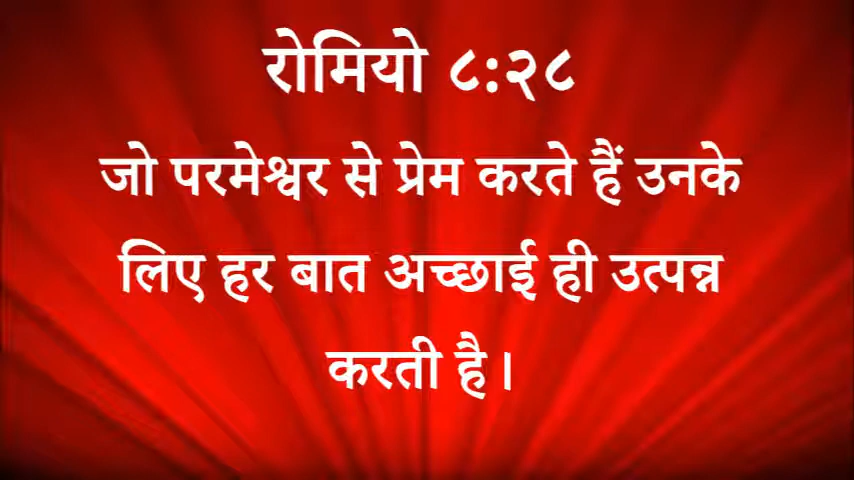 रोमियो ८:२८
जो परमेश्वर से प्रेम करते हैं उनके
लिए हर बात अच्छाई ही उत्पन्न
करती है।